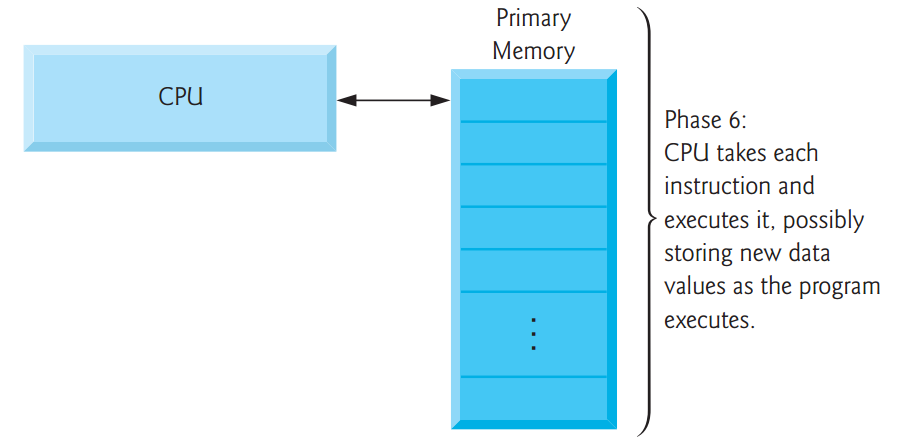 Primary
Memory
CPU
Phase 6:
CPU takes each
instruction and
executes it, possibly
storing new data
values as the program
executes.